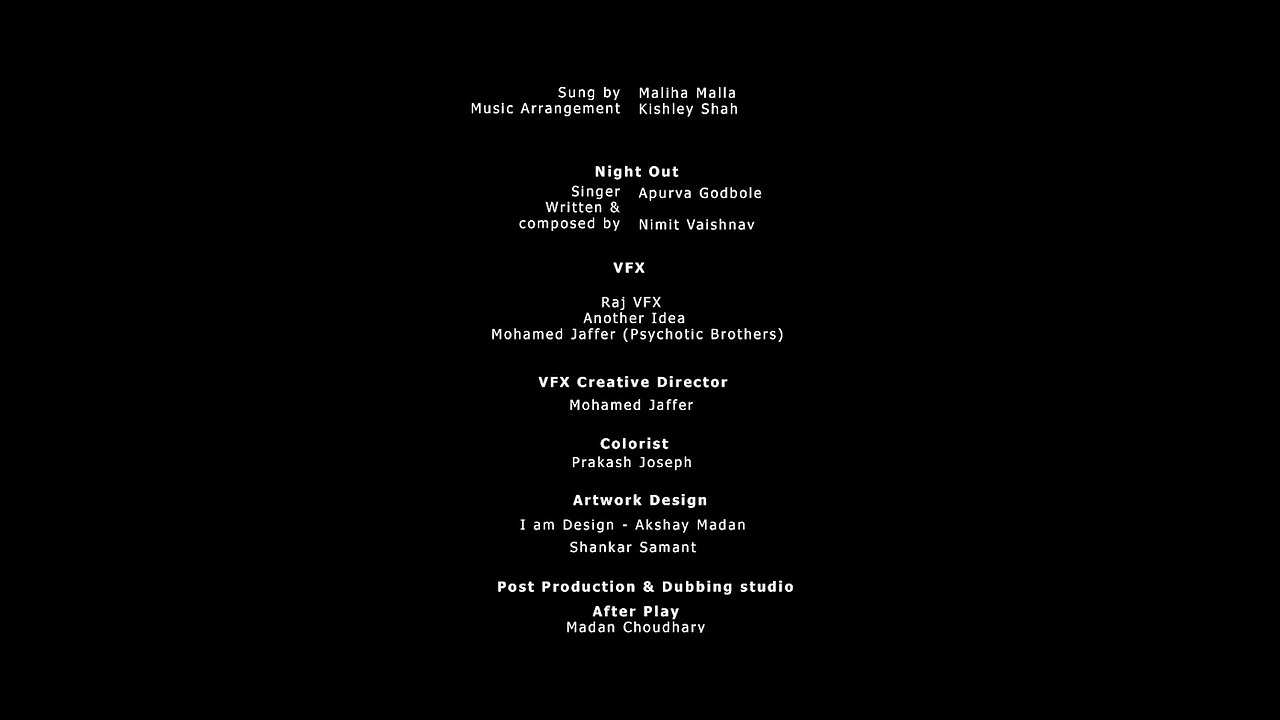 Sung by Maliha Malla
Music Arrangement Kishley Shah
Night Out
Singer Apurva Godbole
Written &
composed by Nimit Vaishnav
VFX
Raj VFX
Another Idea
Mohamed Jaffer (Psychotic Brothers)
VFX Creative Director
Mohamed Jaffer
Colorist
Prakash Joseph
Artwork Design
I am Design - Akshay Madan
Shankar Samant
Post Production & Dubbing studio
After Play
Madan Choudhary